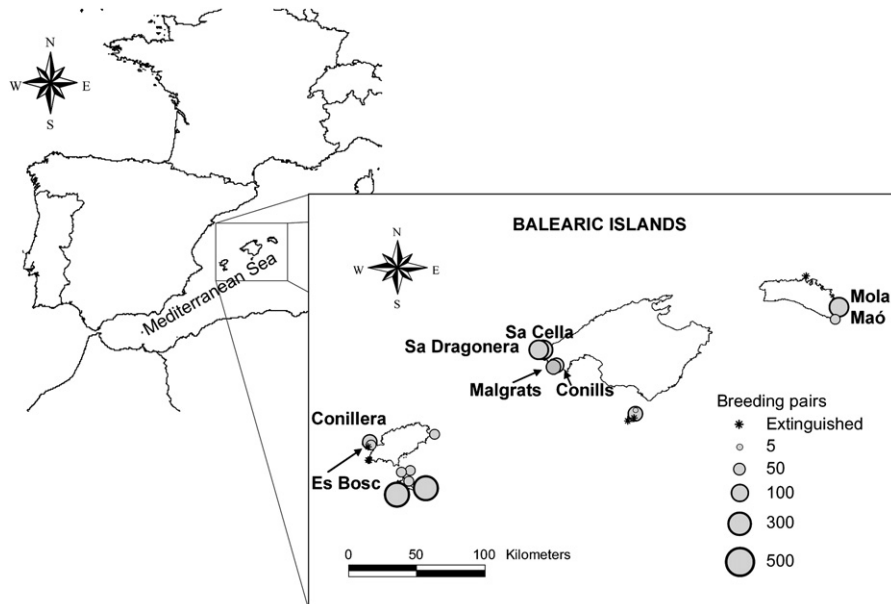 N
W E
S
Mediterranean Sea
BALEARIC ISLANDS
N
W E
S
Mola
Maó
Sa Cella
Sa Dragonera
Malgrats
Conills
Conillera
Es Bosc
Breeding pairs
Extinguished
5
50
100
300
500
0 50 100 Kilometers